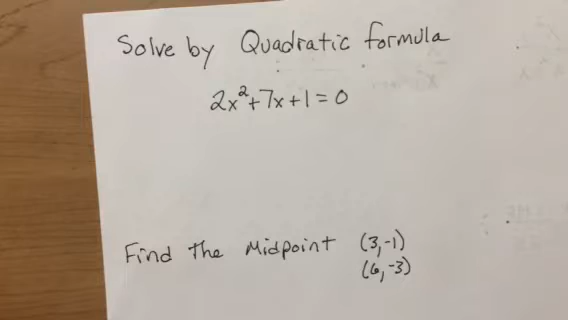 Solve by Quadratic formula
2x²+7x+1=0
Find The Midpoint (3,-1)
(6,-3)